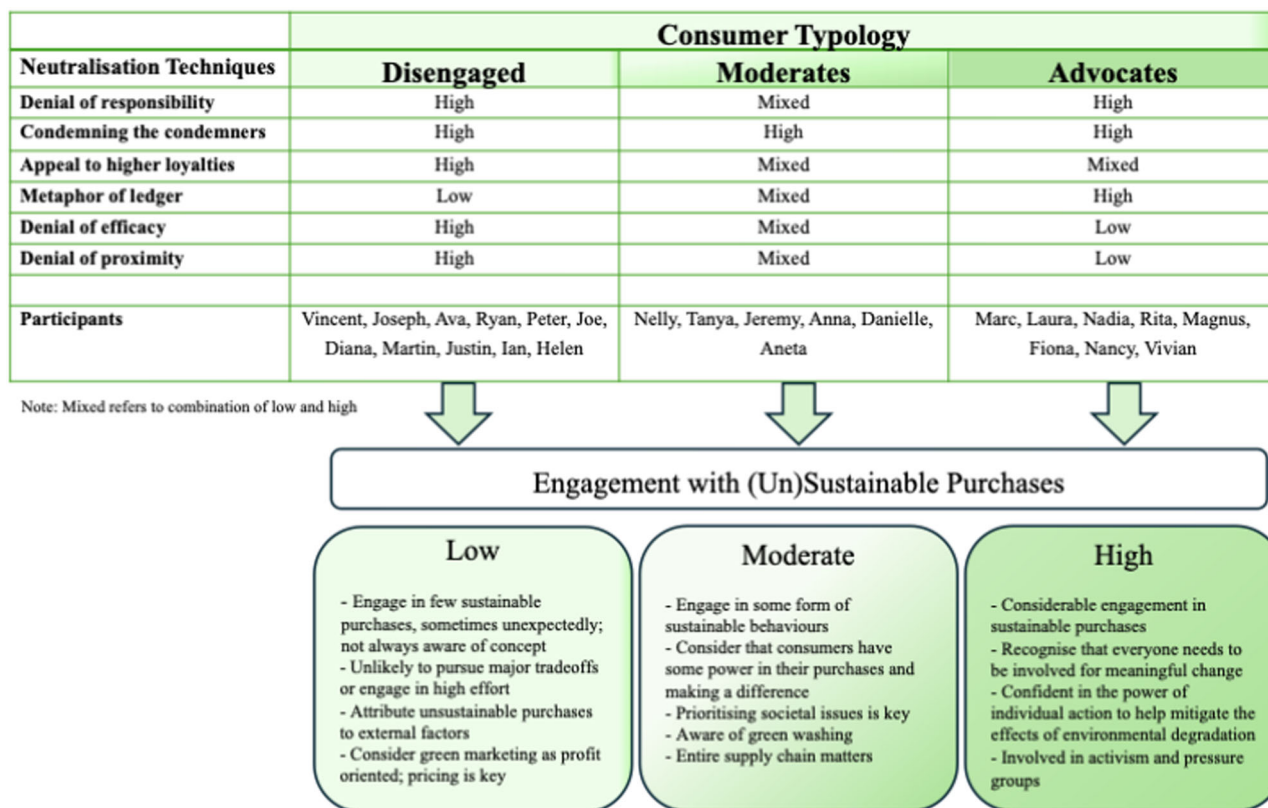 Consumer Typology
Neutralisation Techniques Disengaged Moderates Advocates
Denial of responsibility High Mixed High
Condemning the condemners High High High
Appeal to higher loyalties High Mixed Mixed
Metaphor of ledger Low Mixed High
Denial of efficacy High Mixed Low
Denial of proximity High Mixed Low
Participants
Vincent, Joseph, Ava, Ryan, Peter, Joe,
Diana, Martin, Justin, Ian, Helen
Nelly, Tanya, Jeremy, Anna, Danielle,
Aneta
Marc, Laura, Nadia, Rita, Magnus,
Fiona, Nancy, Vivian
Note: Mixed refers to combination of low and high
Engagement with (Un)Sustainable Purchases
Low
- Engage in few sustainable
purchases, sometimes unexpectedly;
not always aware of concept
- Unlikely to pursue major tradeoffs
or engage in high effort
- Attribute unsustainable purchases
to external factors
- Consider green marketing as profit
oriented; pricing is key
Moderate
- Engage in some form of
sustainable behaviours
- Consider that consumers have
some power in their purchases and
making a difference
- Prioritising societal issues is key
- Aware of green washing
- Entire supply chain matters
High
- Considerable engagement in
sustainable purchases
- Recognise that everyone needs to
be involved for meaningful change
- Confident in the power of
individual action to help mitigate the
effects of environmental degradation
- Involved in activism and pressure
groups